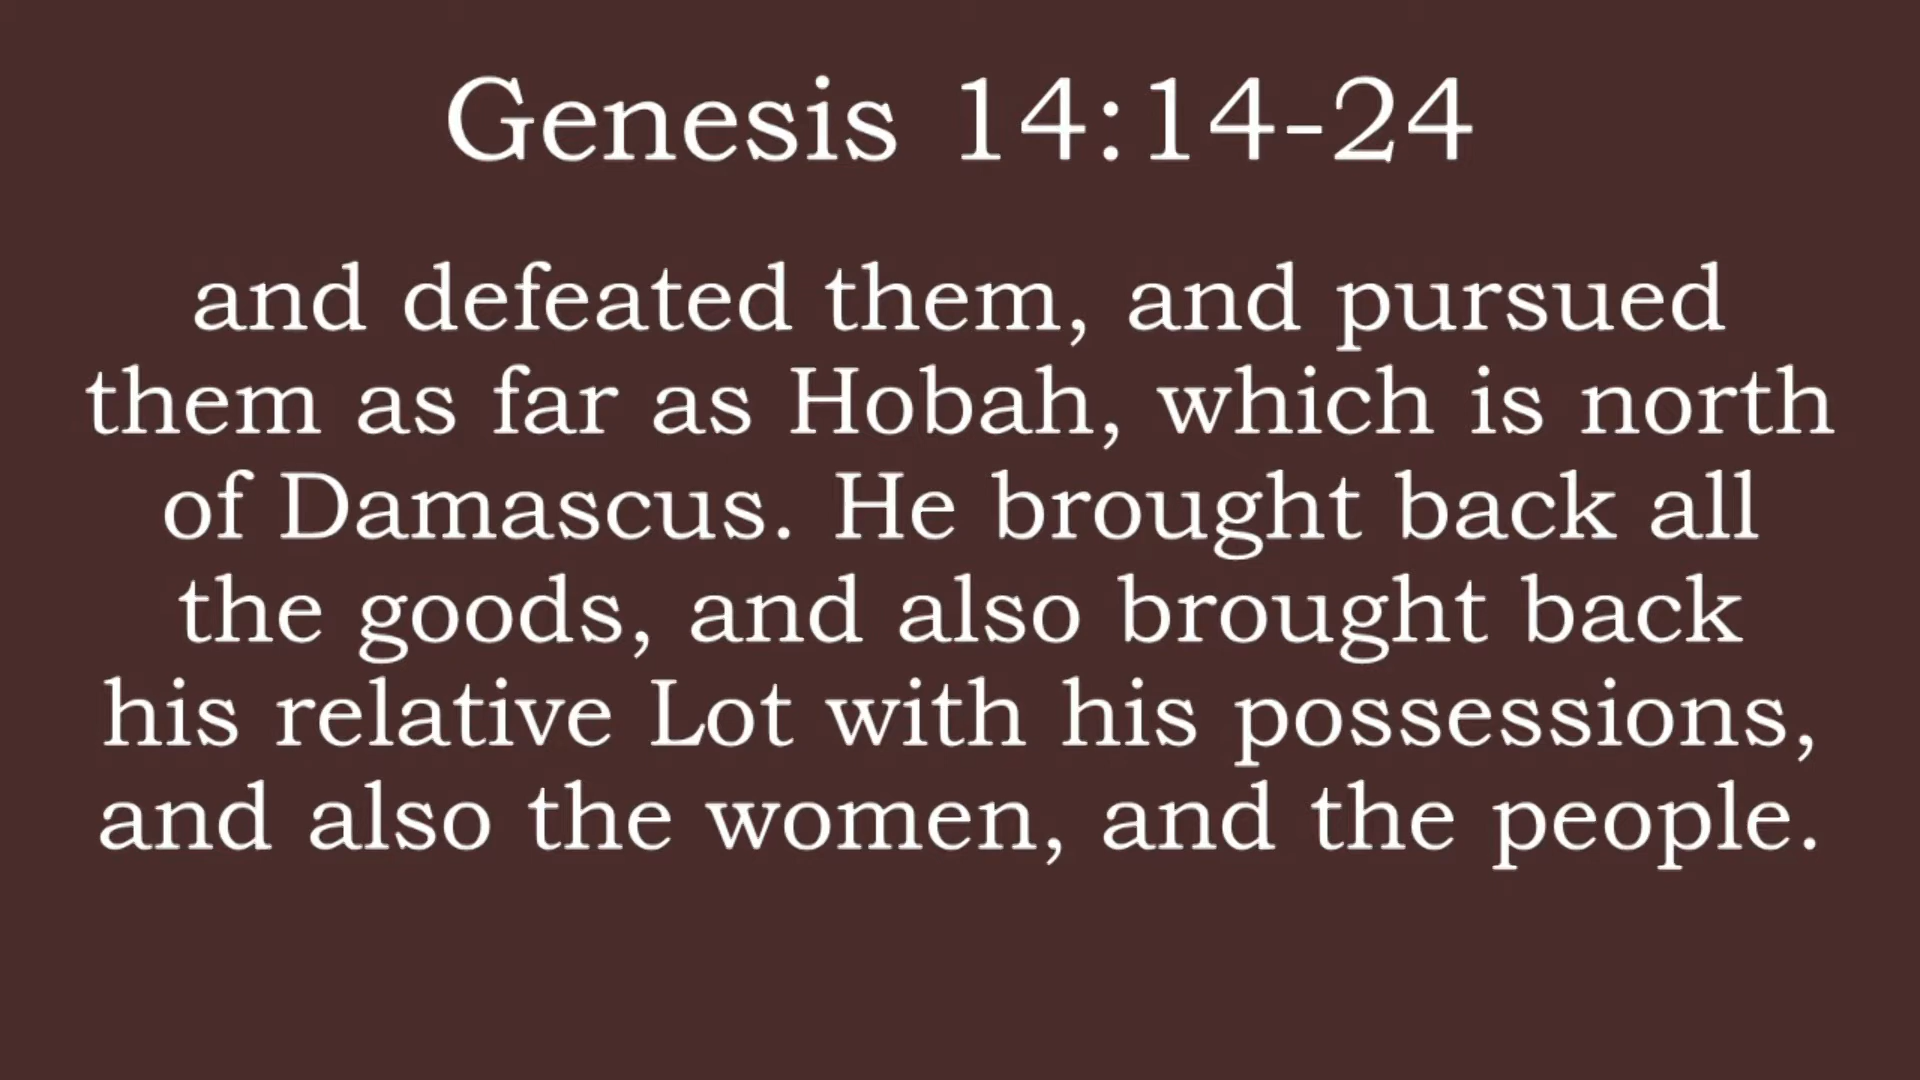 Genesis 14:14-24
and defeated them, and pursued
them as far as Hobah, which is north
of Damascus. He brought back all
the goods, and also brought back
his relative Lot with his possessions,
and also the women, and the people.